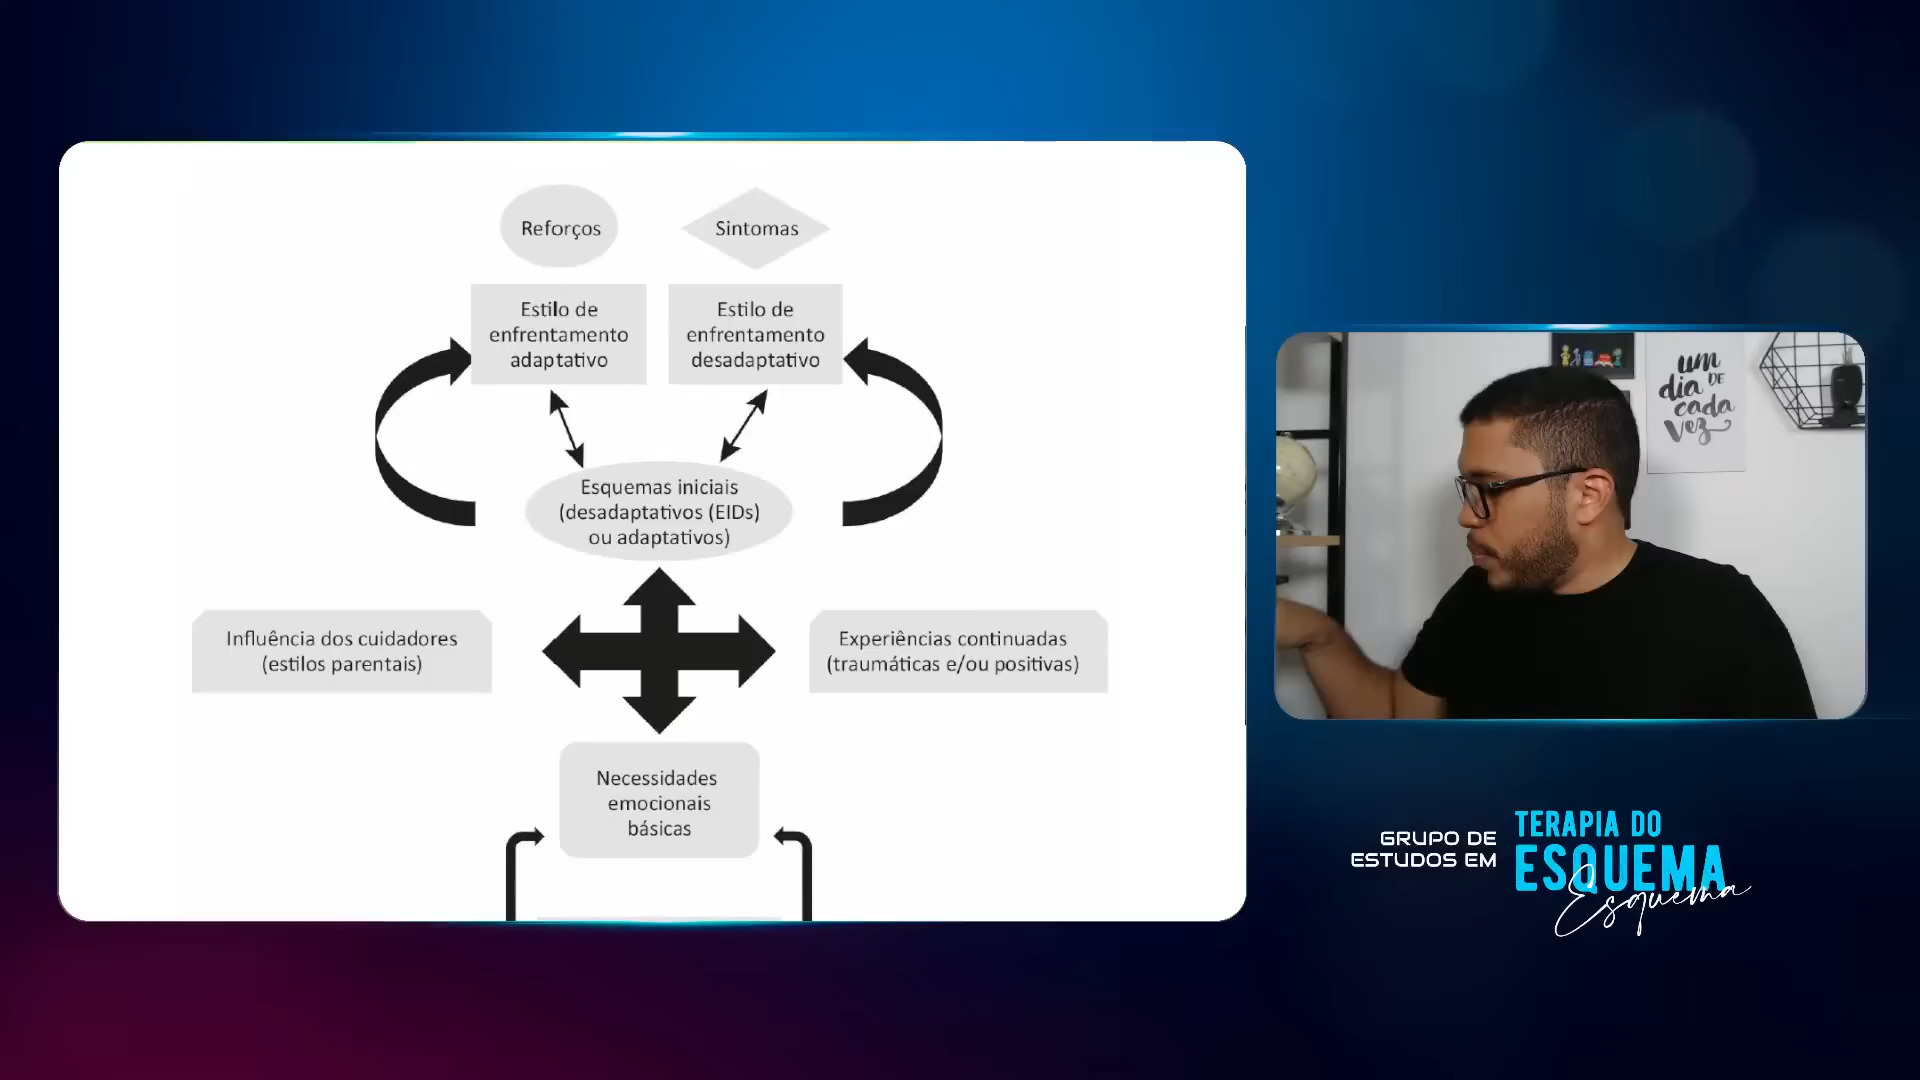 Reforços
Sintomas
Estilo de
enfrentamento
adaptativo
Estilo de
enfrentamento
desadaptativo
Esquemas iniciais
(desadaptativos (EIDs)
ou adaptativos)
Influência dos cuidadores
(estilos parentais)
Experiências continuadas
(traumáticas e/ou positivas)
Necessidades
emocionais
básicas
um
dia DE
cada
vez
GRUPO DE
ESTUDOS EM
TERAPIA DO
ESQUEMA
Esquema